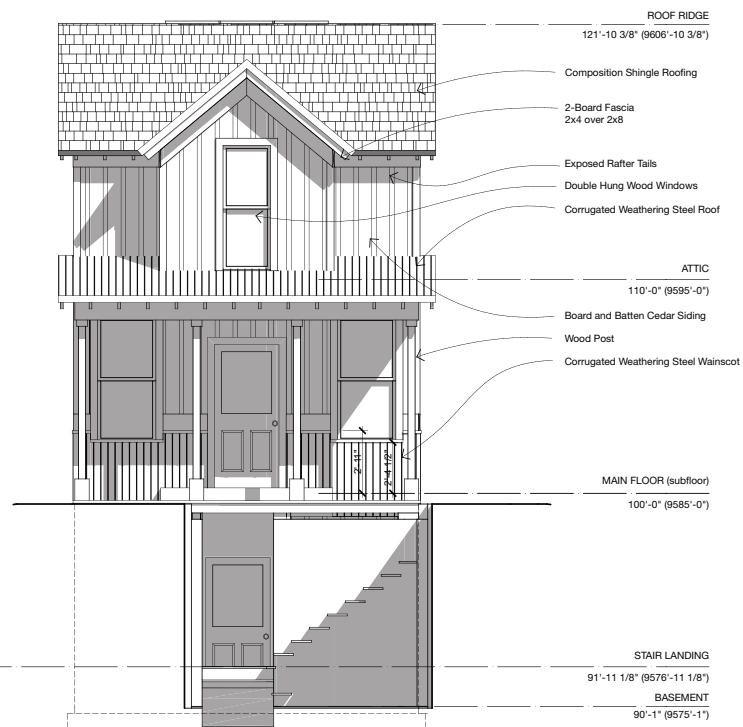 ROOF RIDGE
121'-10 3/8" (9606'-10 3/8")
Composition Shingle Roofing
2-Board Fascia
2x4 over 2x8
Exposed Rafter Tails
Double Hung Wood Windows
Corrugated Weathering Steel Roof
ATTIC
110'-0" (9595'-0")
Board and Batten Cedar Siding
Wood Post
Corrugated Weathering Steel Wainscot
2'-11"
2'-4 1/2"
MAIN FLOOR (subfloor)
100'-0" (9585'-0")
STAIR LANDING
91'-11 1/8" (9576'-11 1/8")
BASEMENT
90'-1" (9575'-1")